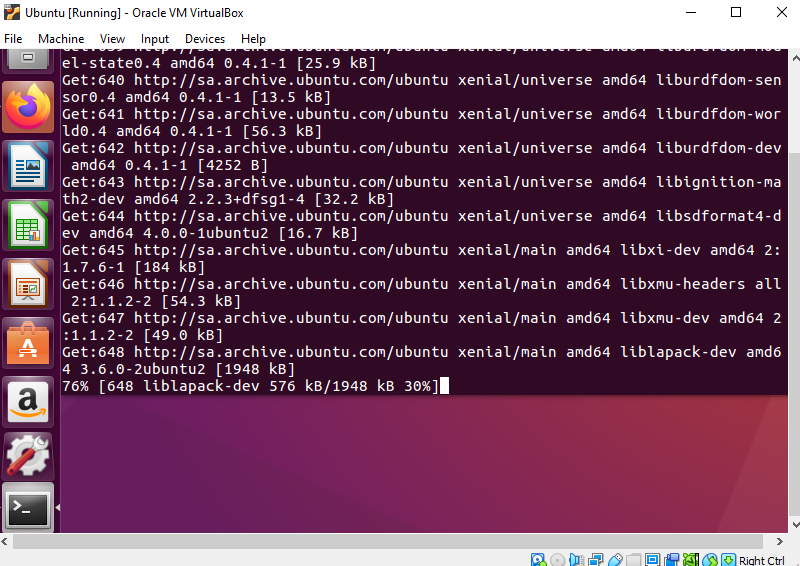 Ubuntu [Running] - Oracle VM VirtualBox
File Machine View Input Devices Help
el-state0.4 amd64 0.4.1-1 [25.9 kB]
Get:640 http://sa.archive.ubuntu.com/ubuntu xenial/universe amd64 liburdfdom-sen
sor0.4 amd64 0.4.1-1 [13.5 kB]
Get:641 http://sa.archive.ubuntu.com/ubuntu xenial/universe amd64 liburdfdom-wor
ld0.4 amd64 0.4.1-1 [56.3 kB]
Get:642 http://sa.archive.ubuntu.com/ubuntu xenial/universe amd64 liburdfdom-dev
 amd64 0.4.1-1 [4252 B]
Get:643 http://sa.archive.ubuntu.com/ubuntu xenial/universe amd64 libignition-ma
th2-dev amd64 2.2.3+dfsg1-4 [32.2 kB]
Get:644 http://sa.archive.ubuntu.com/ubuntu xenial/universe amd64 libsdformat4-d
ev amd64 4.0.0-1ubuntu2 [16.7 kB]
Get:645 http://sa.archive.ubuntu.com/ubuntu xenial/main amd64 libxi-dev amd64 2:
1.7.6-1 [184 kB]
Get:646 http://sa.archive.ubuntu.com/ubuntu xenial/main amd64 libxmu-headers all
 2:1.1.2-2 [54.3 kB]
Get:647 http://sa.archive.ubuntu.com/ubuntu xenial/main amd64 libxmu-dev amd64 2
:1.1.2-2 [49.0 kB]
Get:648 http://sa.archive.ubuntu.com/ubuntu xenial/main amd64 liblapack-dev amd6
4 3.6.0-2ubuntu2 [1948 kB]
76% [648 liblapack-dev 576 kB/1948 kB 30%]
Right Ctrl